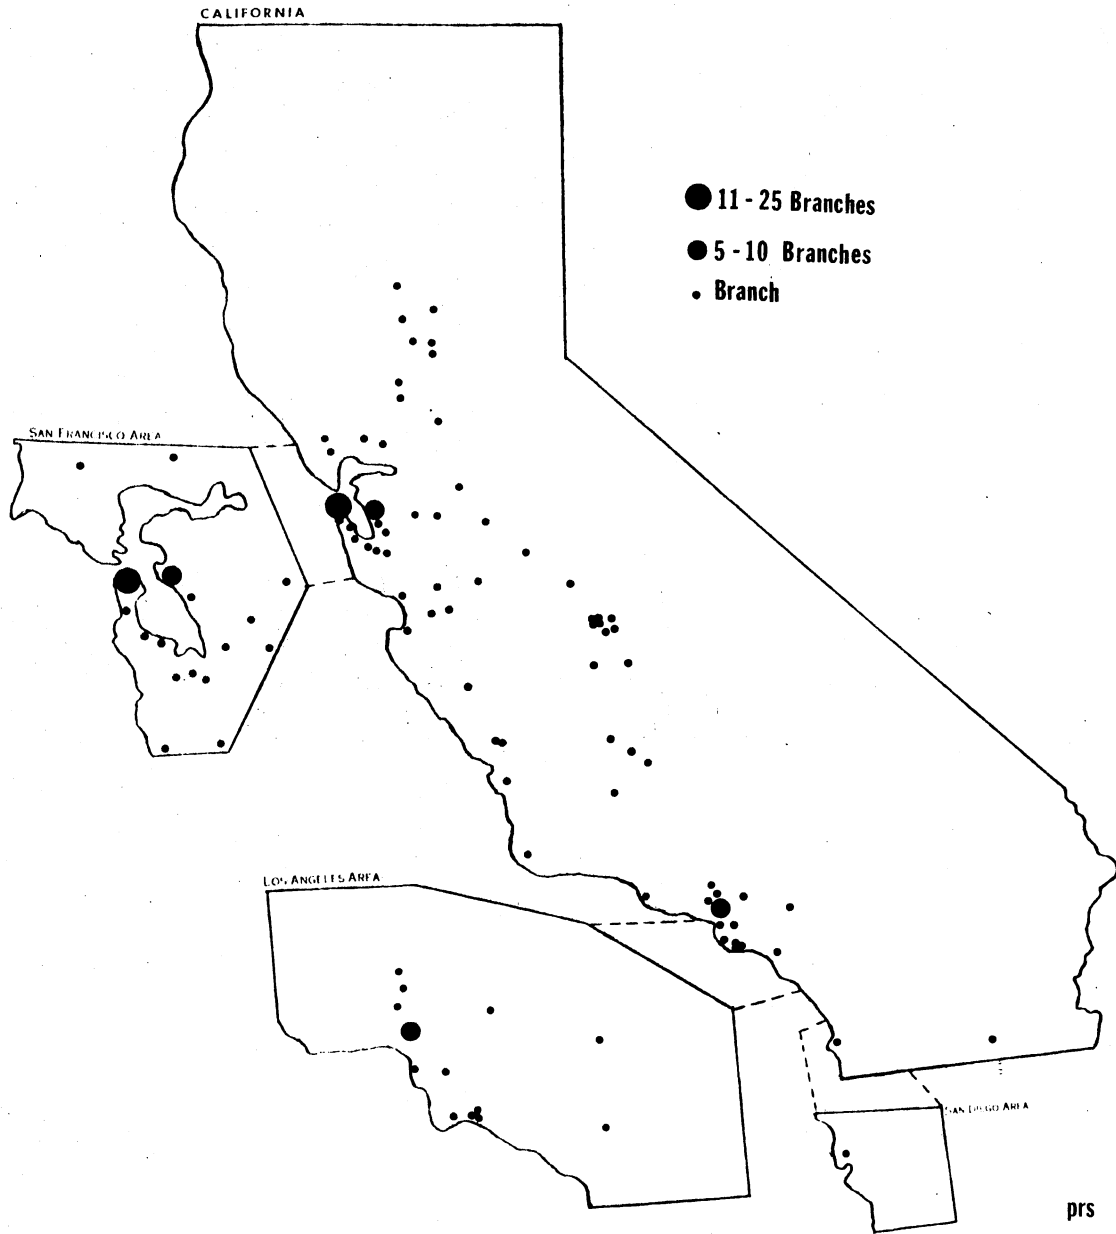 CALIFORNIA
11 - 25 Branches
5 - 10 Branches
Branch
SAN FRANCISCO AREA
LOS ANGELES AREA
SAN DIEGO AREA
prs